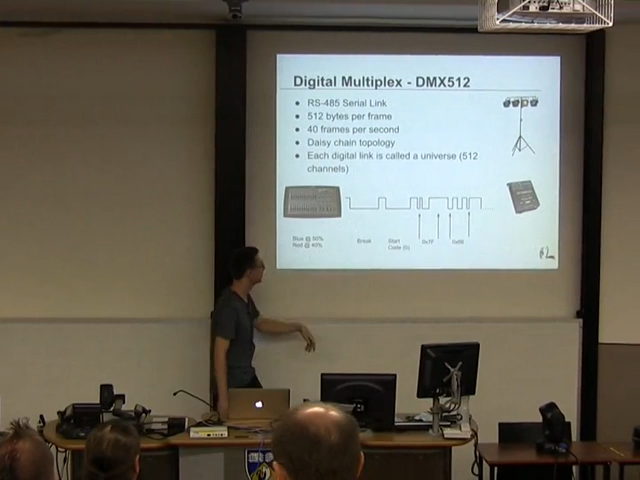 Digital Multiplex - DMX512
● RS-485 Serial Link
● 512 bytes per frame
● 40 frames per second
● Daisy chain topology
● Each digital link is called a universe (512
channels)
Blue @ 50%
Red @ 40%
Break
Start
Code (0)
0x7F